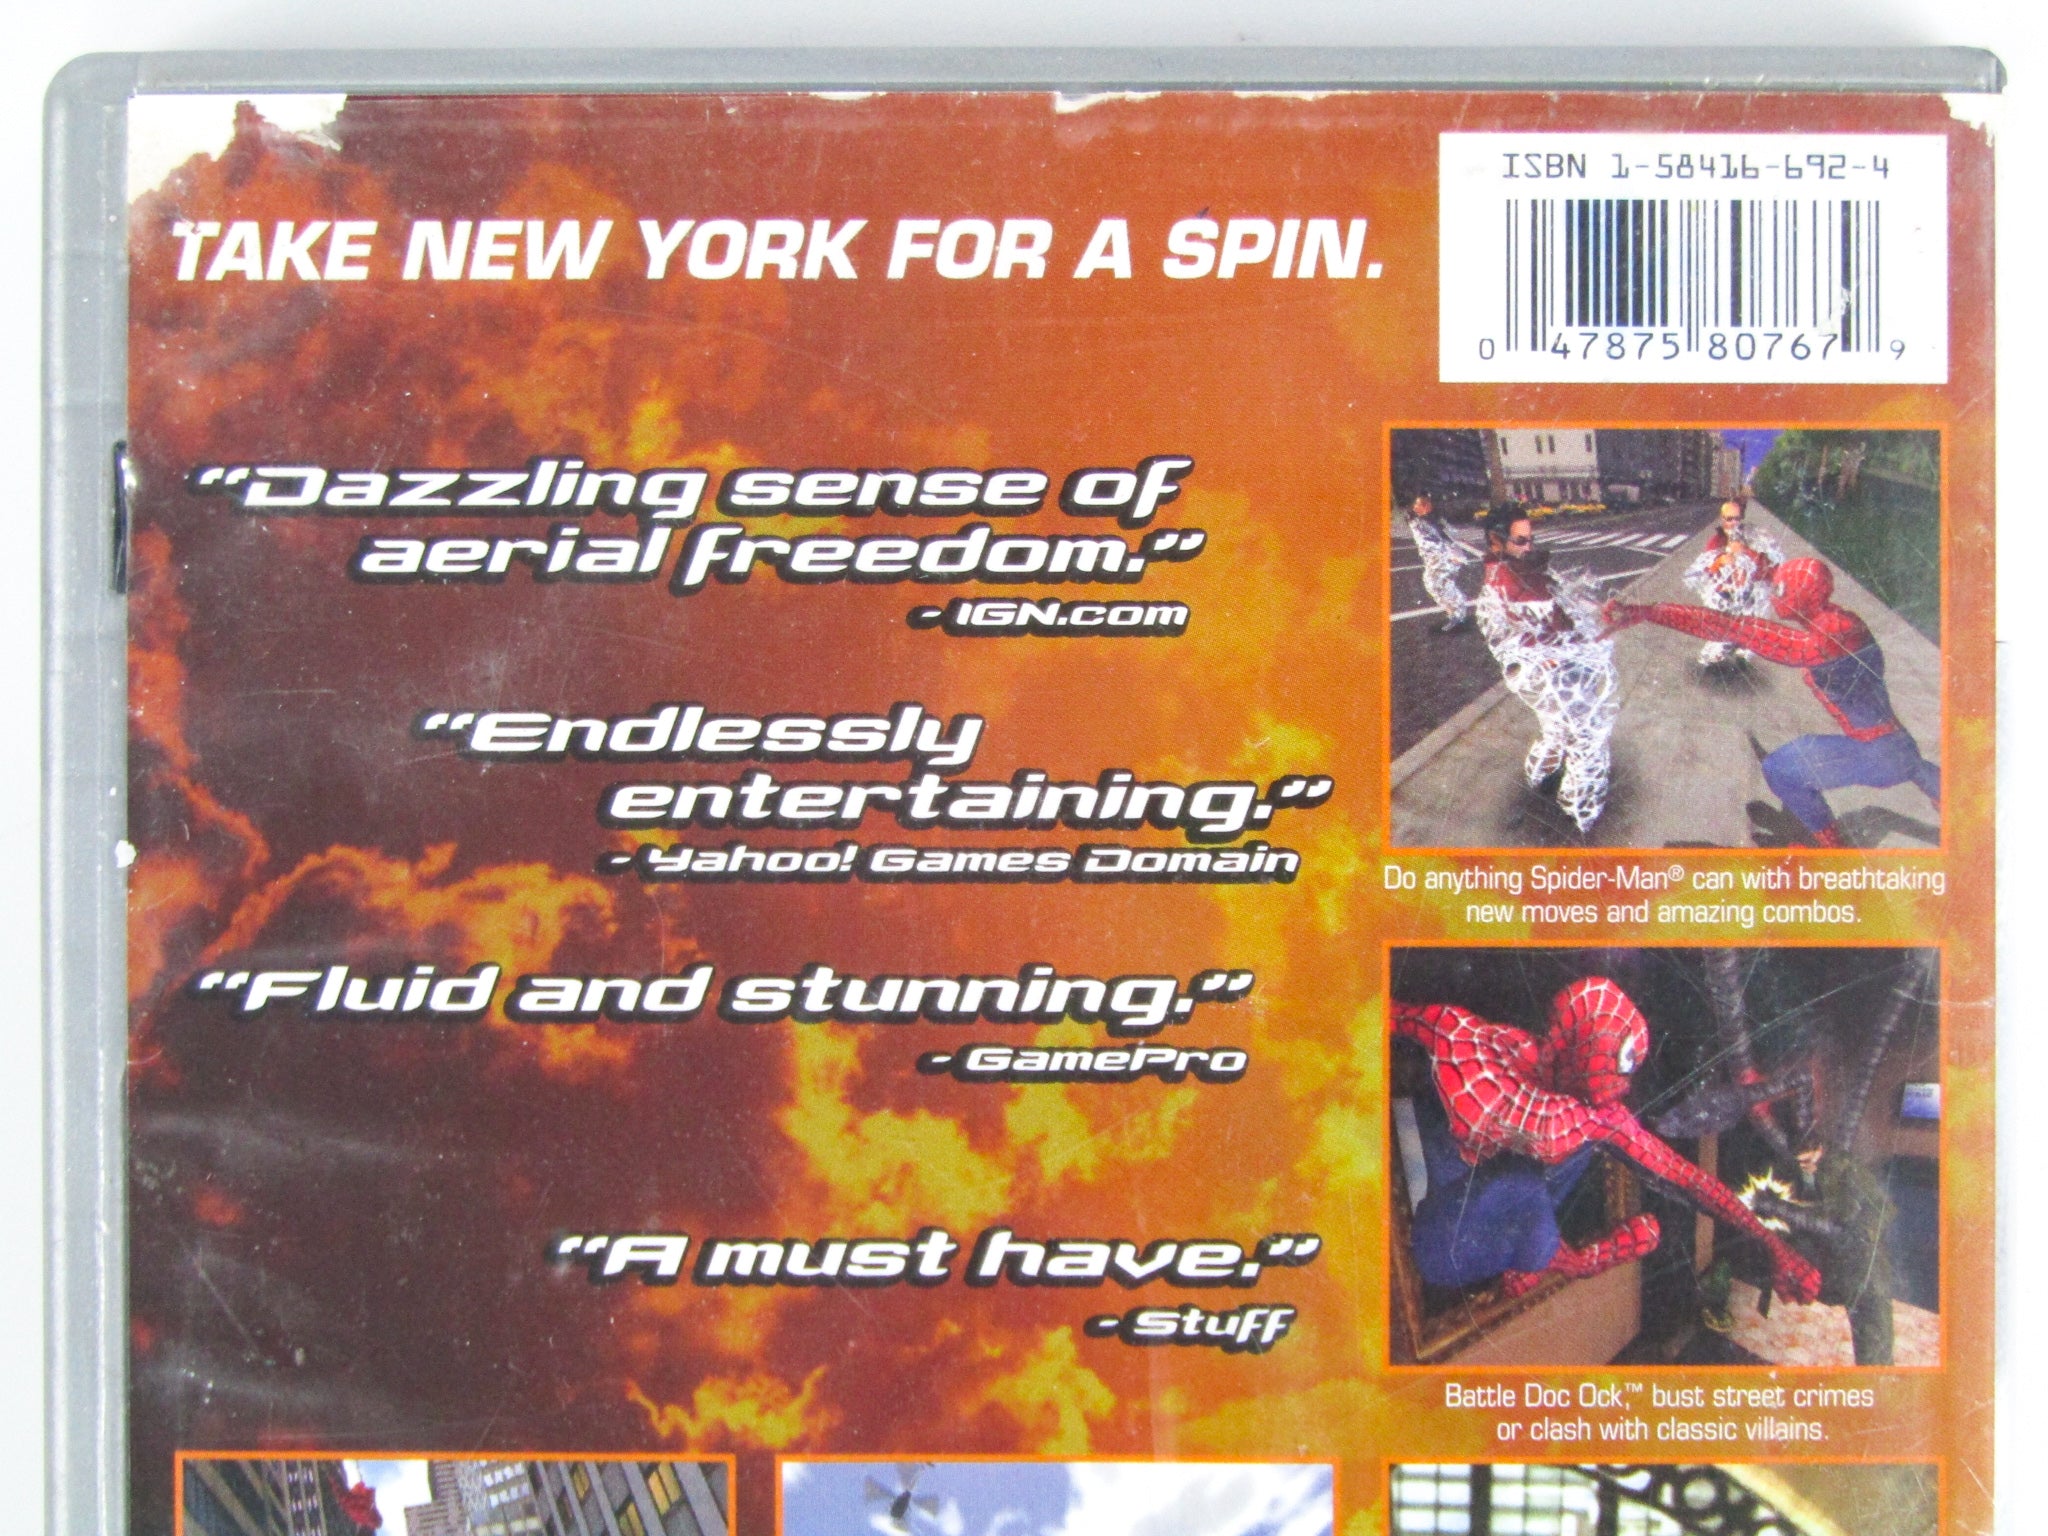 ISBN 1-58416-692-4
0 47875 80767 9
TAKE NEW YORK FOR A SPIN.
“Dazzling sense of
aerial freedom.”
- IGN.com
“Endlessly
entertaining.”
- Yahoo! Games Domain
“Fluid and stunning.”
- GamePro
“A must have.”
- Stuff
Do anything Spider-Man® can with breathtaking
new moves and amazing combos.
Battle Doc Ock,™ bust street crimes
or clash with classic villains.